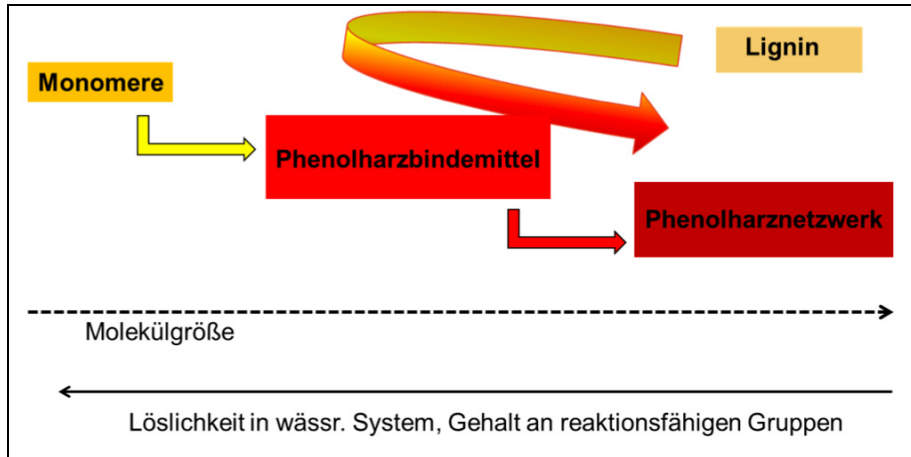 Lignin
Monomere
Phenolharzbindemittel
Phenolharznetzwerk
Molekülgröße
Löslichkeit in wässr. System, Gehalt an reaktionsfähigen Gruppen